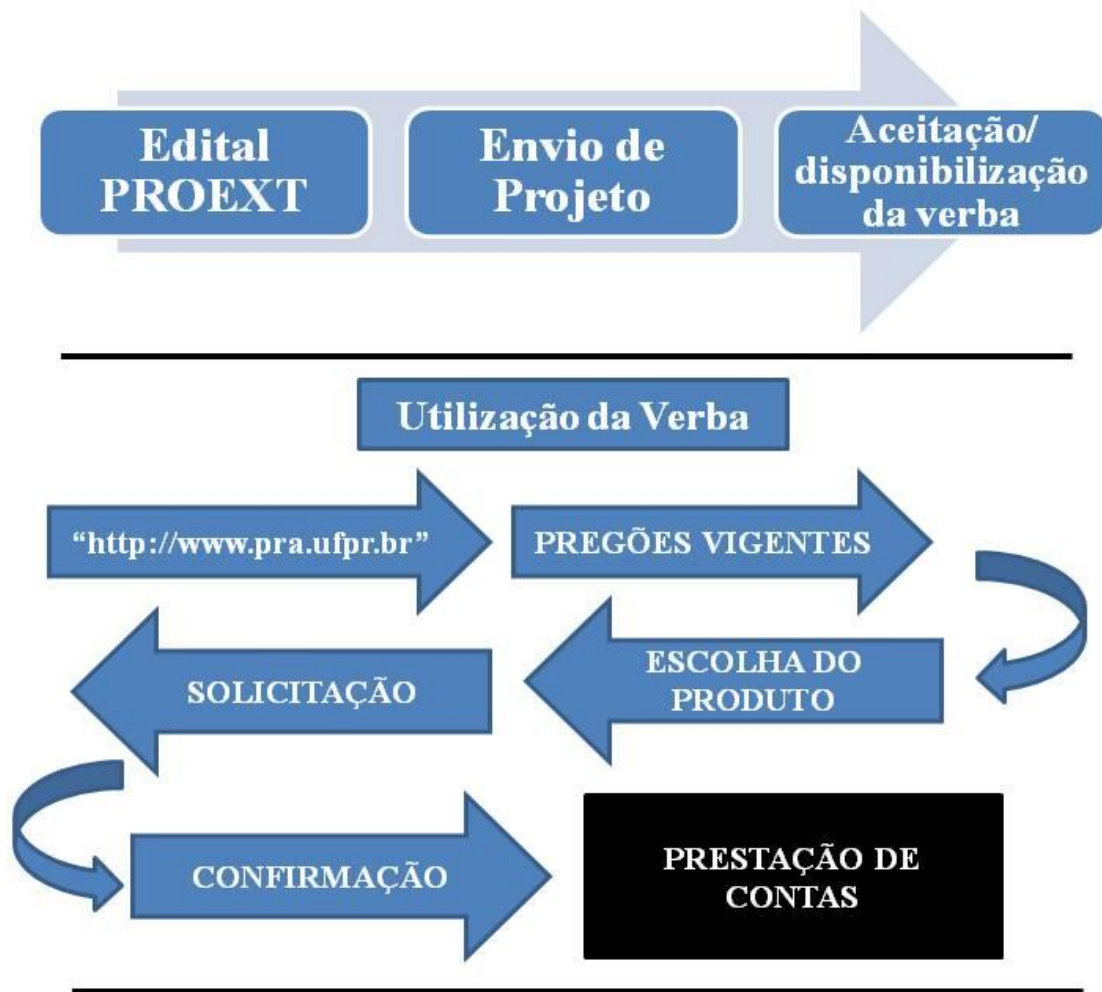 Edital
PROEXT
Envio de
Projeto
Aceitação/
disponibilização
da verba
Utilização da Verba
“http://www.pra.ufpr.br”
PREGÕES VIGENTES
ESCOLHA DO
PRODUTO
SOLICITAÇÃO
CONFIRMAÇÃO
PRESTAÇÃO DE
CONTAS